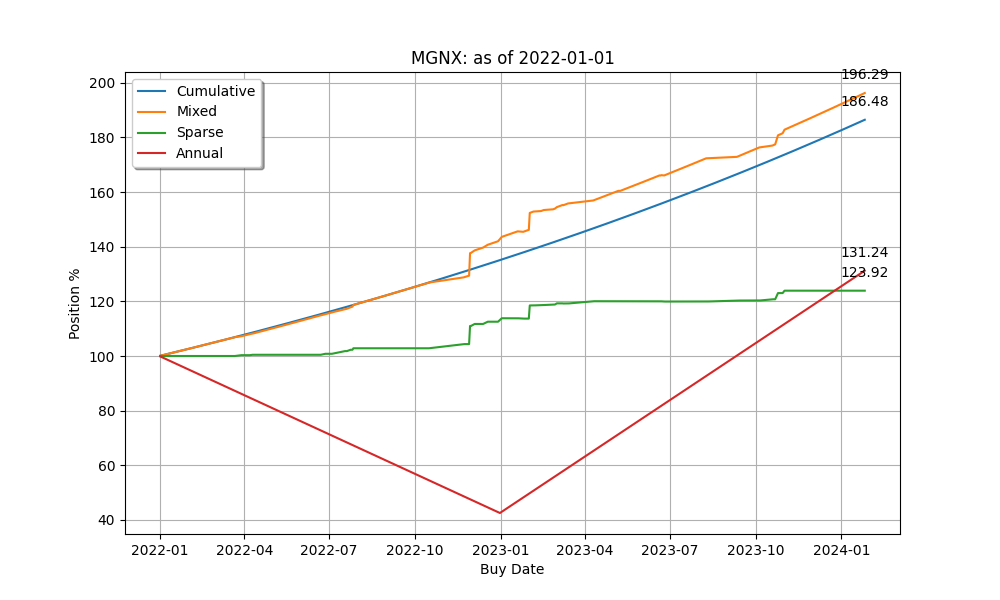 MGNX: as of 2022-01-01
Cumulative
Mixed
Sparse
Annual
196.29
186.48
131.24
123.92
200
180
160
140
120
100
80
60
40
Position %
2022-01 2022-04 2022-07 2022-10 2023-01 2023-04 2023-07 2023-10 2024-01
Buy Date